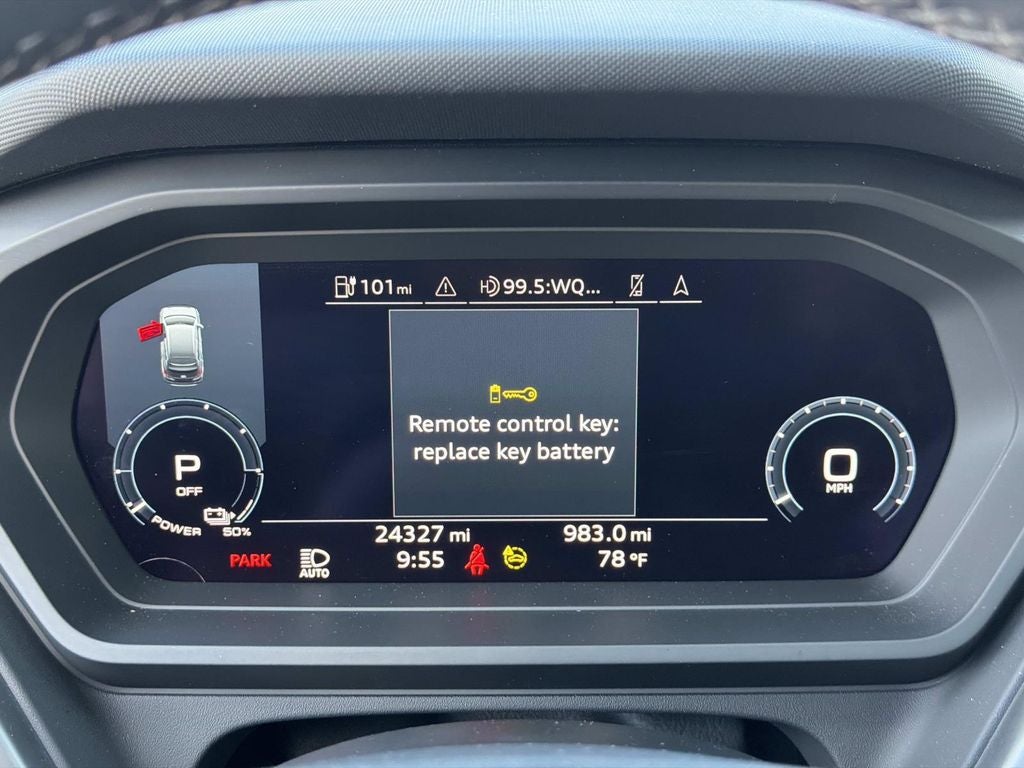 101 mi
99.5:WQ...
Remote control key:
replace key battery
P
OFF
POWER
50%
0
MPH
24327 mi
983.0 mi
PARK
AUTO
9:55
78 °F